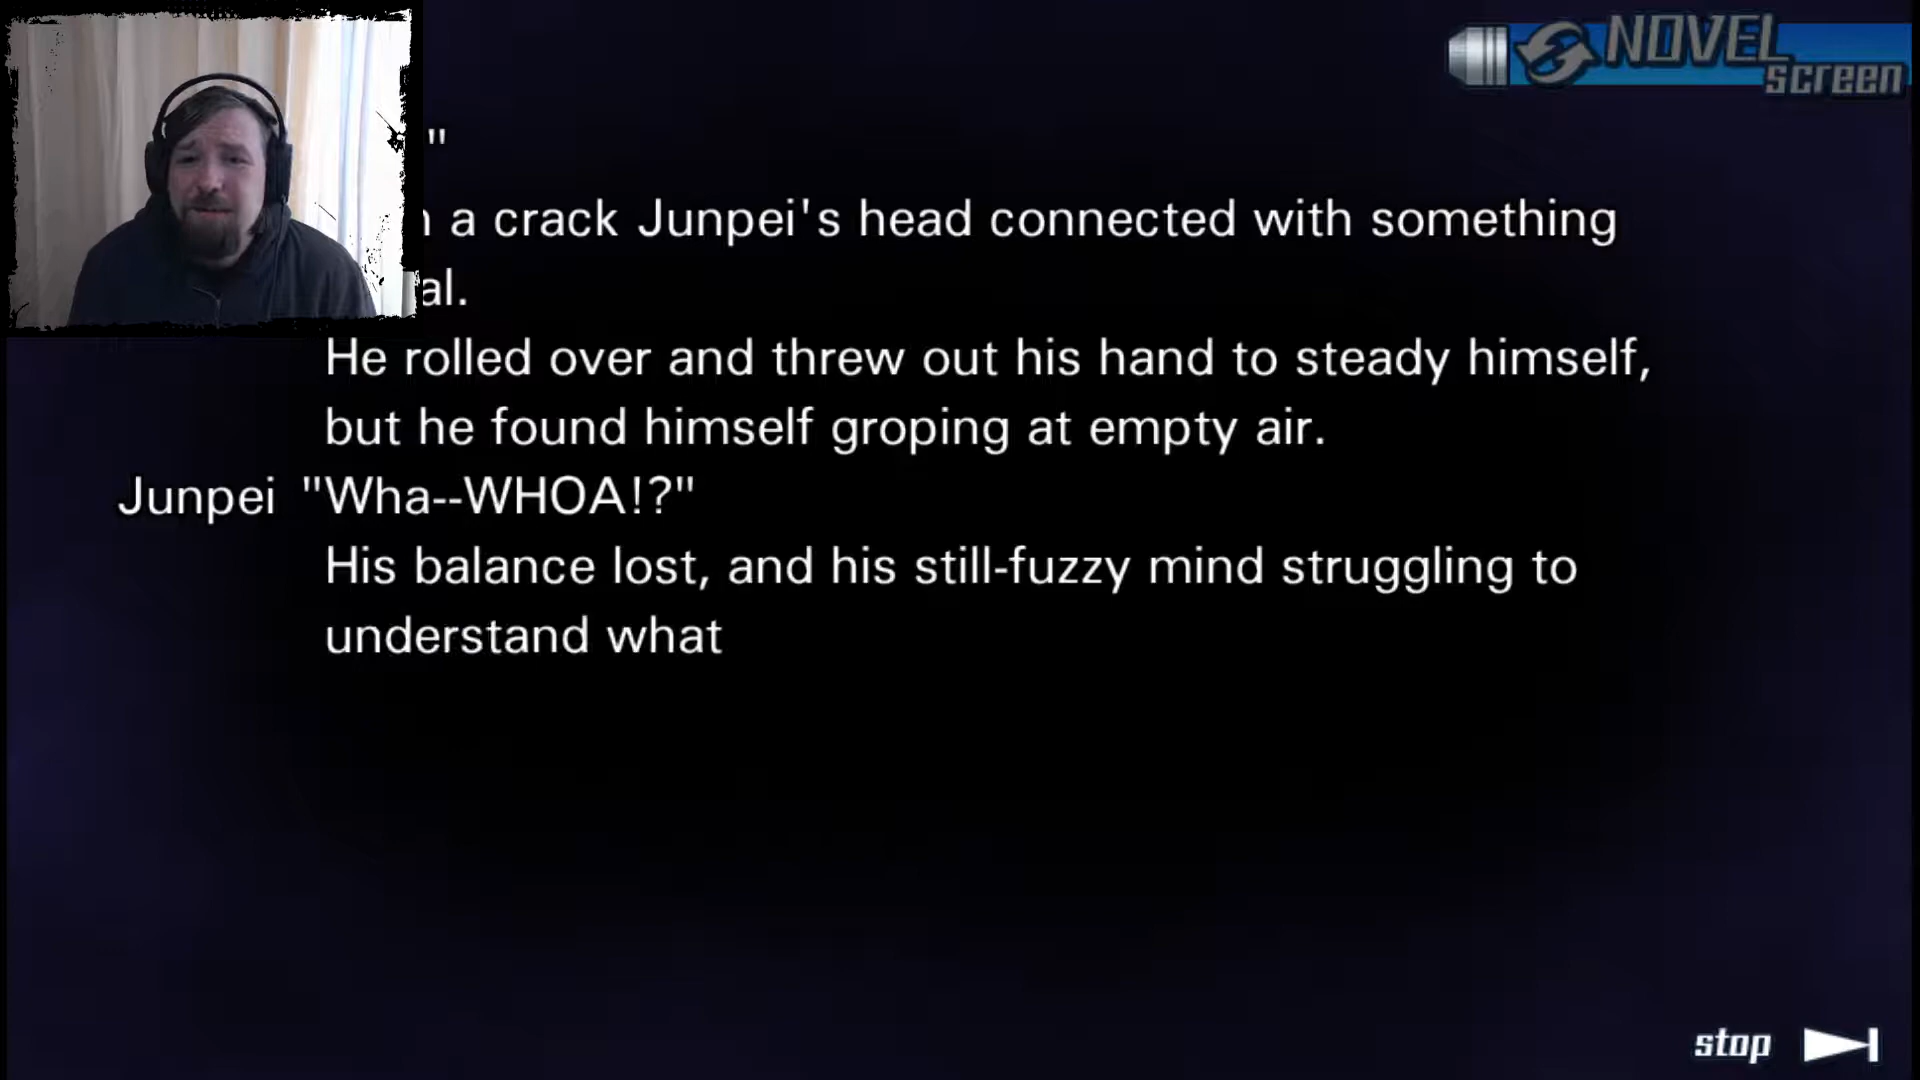 NOVEL
screen
"
a crack Junpei's head connected with something
al.
He rolled over and threw out his hand to steady himself,
but he found himself groping at empty air.
Junpei "Wha--WHOA!?"
His balance lost, and his still-fuzzy mind struggling to
understand what
stop